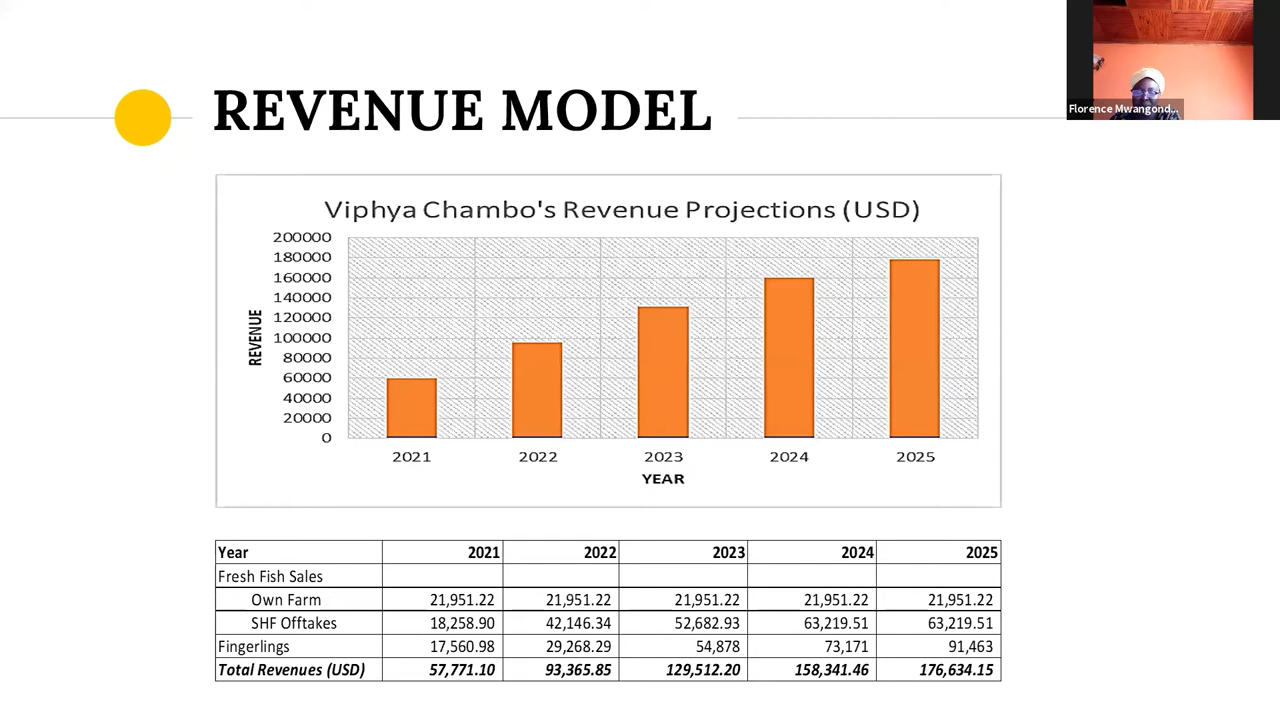 REVENUE MODEL
Florence Mwangond...
Viphya Chambo's Revenue Projections (USD)
200000
180000
160000
140000
120000
100000
80000
60000
40000
20000
0
REVENUE
2021 2022 2023 2024 2025
YEAR
Year 2021 2022 2023 2024 2025
Fresh Fish Sales
Own Farm 21,951.22 21,951.22 21,951.22 21,951.22 21,951.22
SHF Offtakes 18,258.90 42,146.34 52,682.93 63,219.51 63,219.51
Fingerlings 17,560.98 29,268.29 54,878 73,171 91,463
Total Revenues (USD) 57,771.10 93,365.85 129,512.20 158,341.46 176,634.15